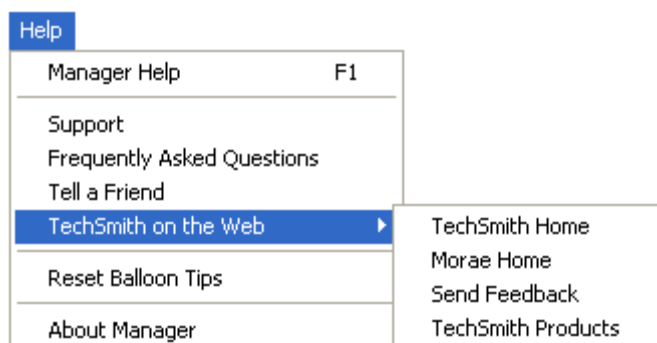 Help
Manager Help F1
Support
Frequently Asked Questions
Tell a Friend
TechSmith on the Web
TechSmith Home
Morae Home
Send Feedback
TechSmith Products
Reset Balloon Tips
About Manager